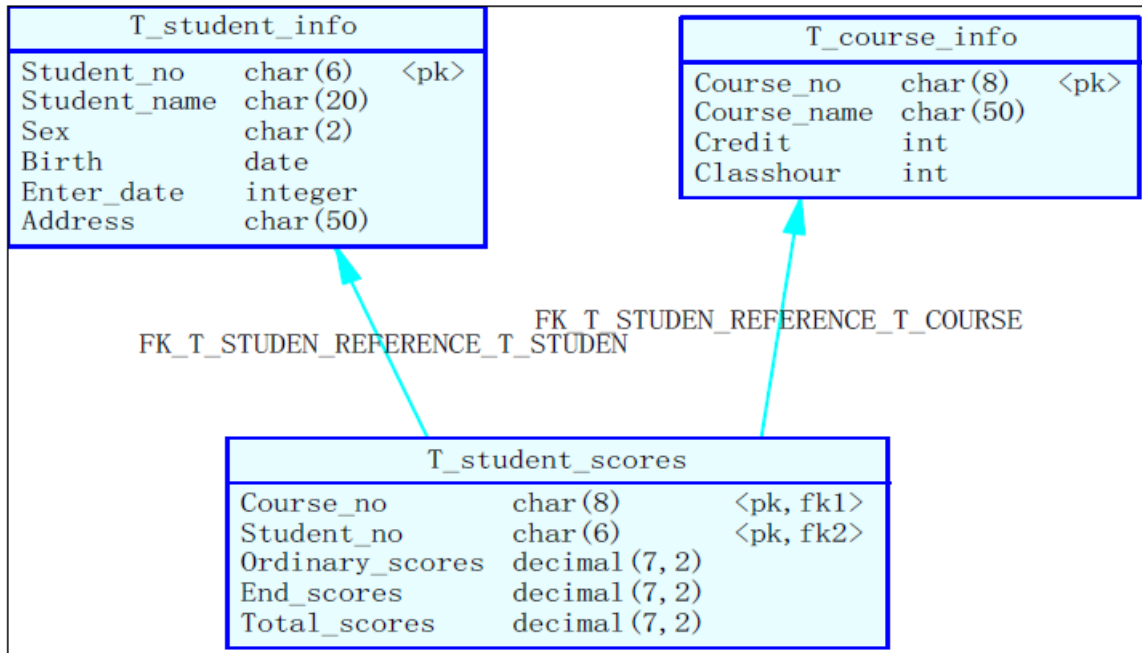 T_student_info
Student_no char(6) <pk>
Student_name char(20)
Sex char(2)
Birth date
Enter_date integer
Address char(50)
T_course_info
Course_no char(8) <pk>
Course_name char(50)
Credit int
Classhour int
FK_T_STUDEN_REFERENCE_T_COURSE
FK_T_STUDEN_REFERENCE_T_STUDEN
T_student_scores
Course_no char(8) <pk,fk1>
Student_no char(6) <pk,fk2>
Ordinary_scores decimal(7,2)
End_scores decimal(7,2)
Total_scores decimal(7,2)